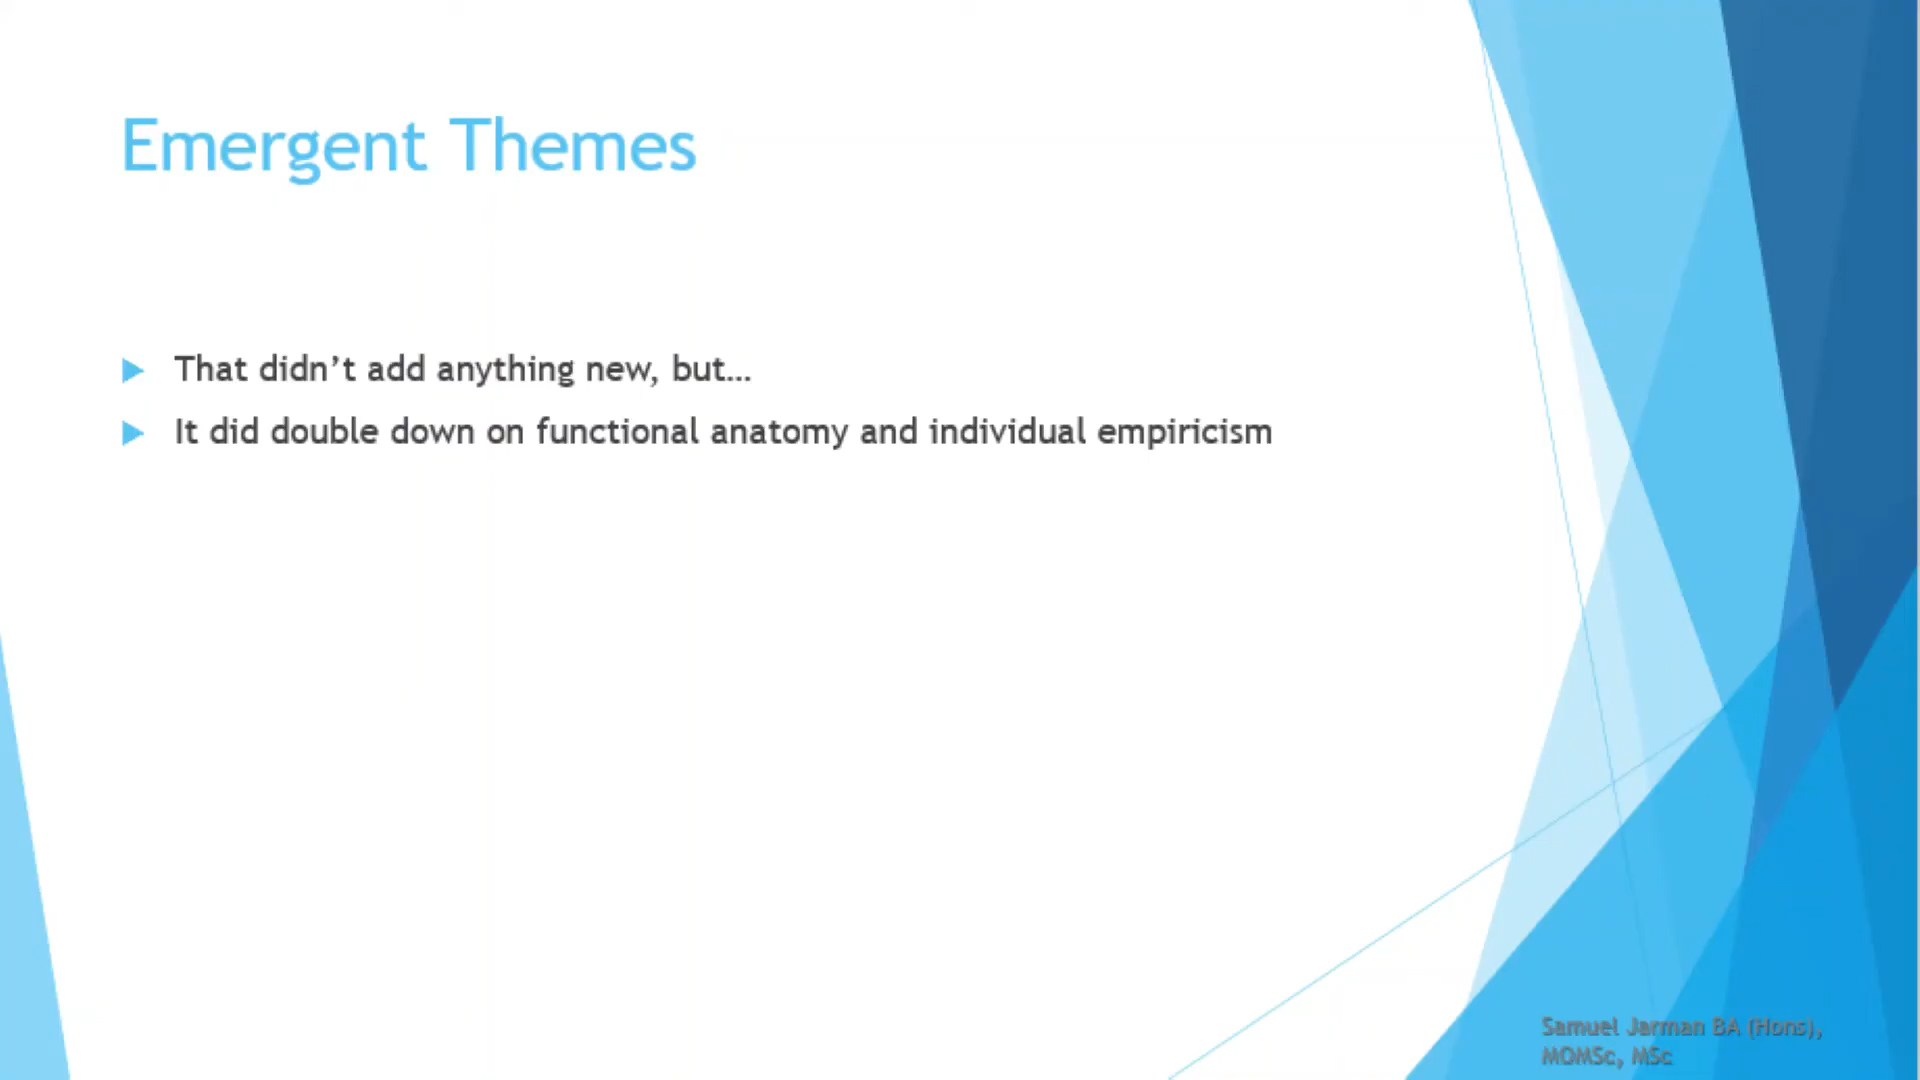 Emergent Themes
That didn’t add anything new, but…
It did double down on functional anatomy and individual empiricism
Samuel Jarman BA (Hons),
MOMSc, MSc